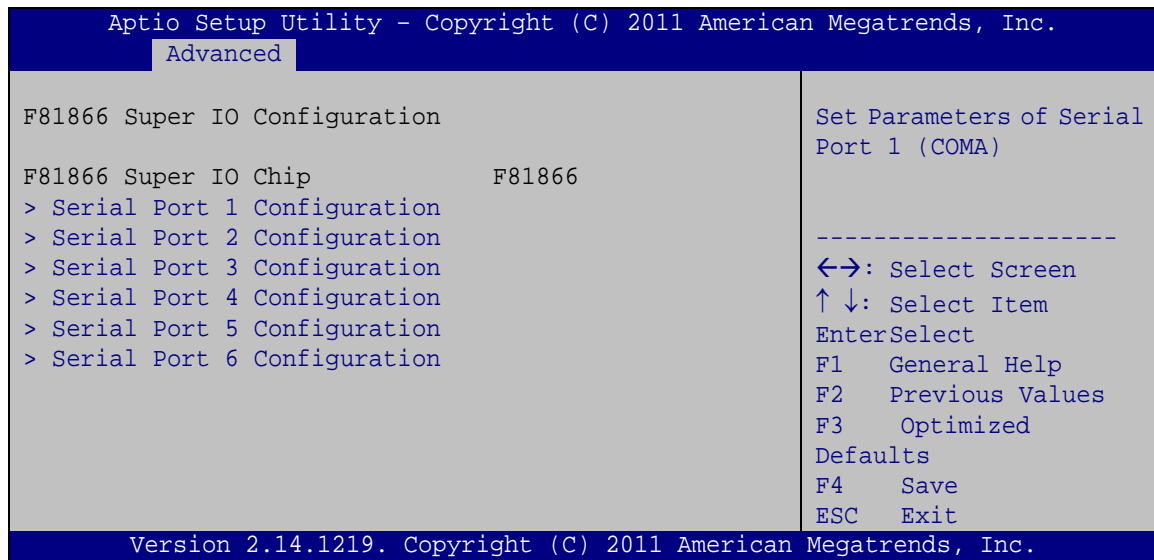 Aptio Setup Utility – Copyright (C) 2011 American Megatrends, Inc.
Advanced
F81866 Super IO Configuration
F81866 Super IO Chip F81866
> Serial Port 1 Configuration
> Serial Port 2 Configuration
> Serial Port 3 Configuration
> Serial Port 4 Configuration
> Serial Port 5 Configuration
> Serial Port 6 Configuration
Set Parameters of Serial
Port 1 (COMA)
---------------------
←→: Select Screen
↑ ↓: Select Item
EnterSelect
F1 General Help
F2 Previous Values
F3 Optimized
Defaults
F4 Save
ESC Exit
Version 2.14.1219. Copyright (C) 2011 American Megatrends, Inc.